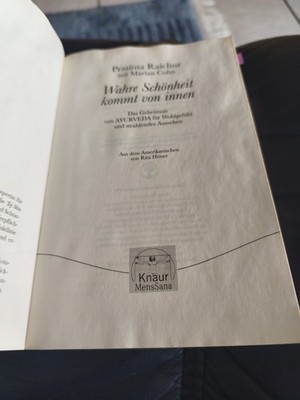 Pratima Raichur
mit Marian Cohn
Wahre Schönheit
kommt von innen
Das Geheimnis
von AYURVEDA für Wohlgefühl
und strahlendes Aussehen
Aus dem Amerikanischen
von Rita Höner
Knaur
MensSana